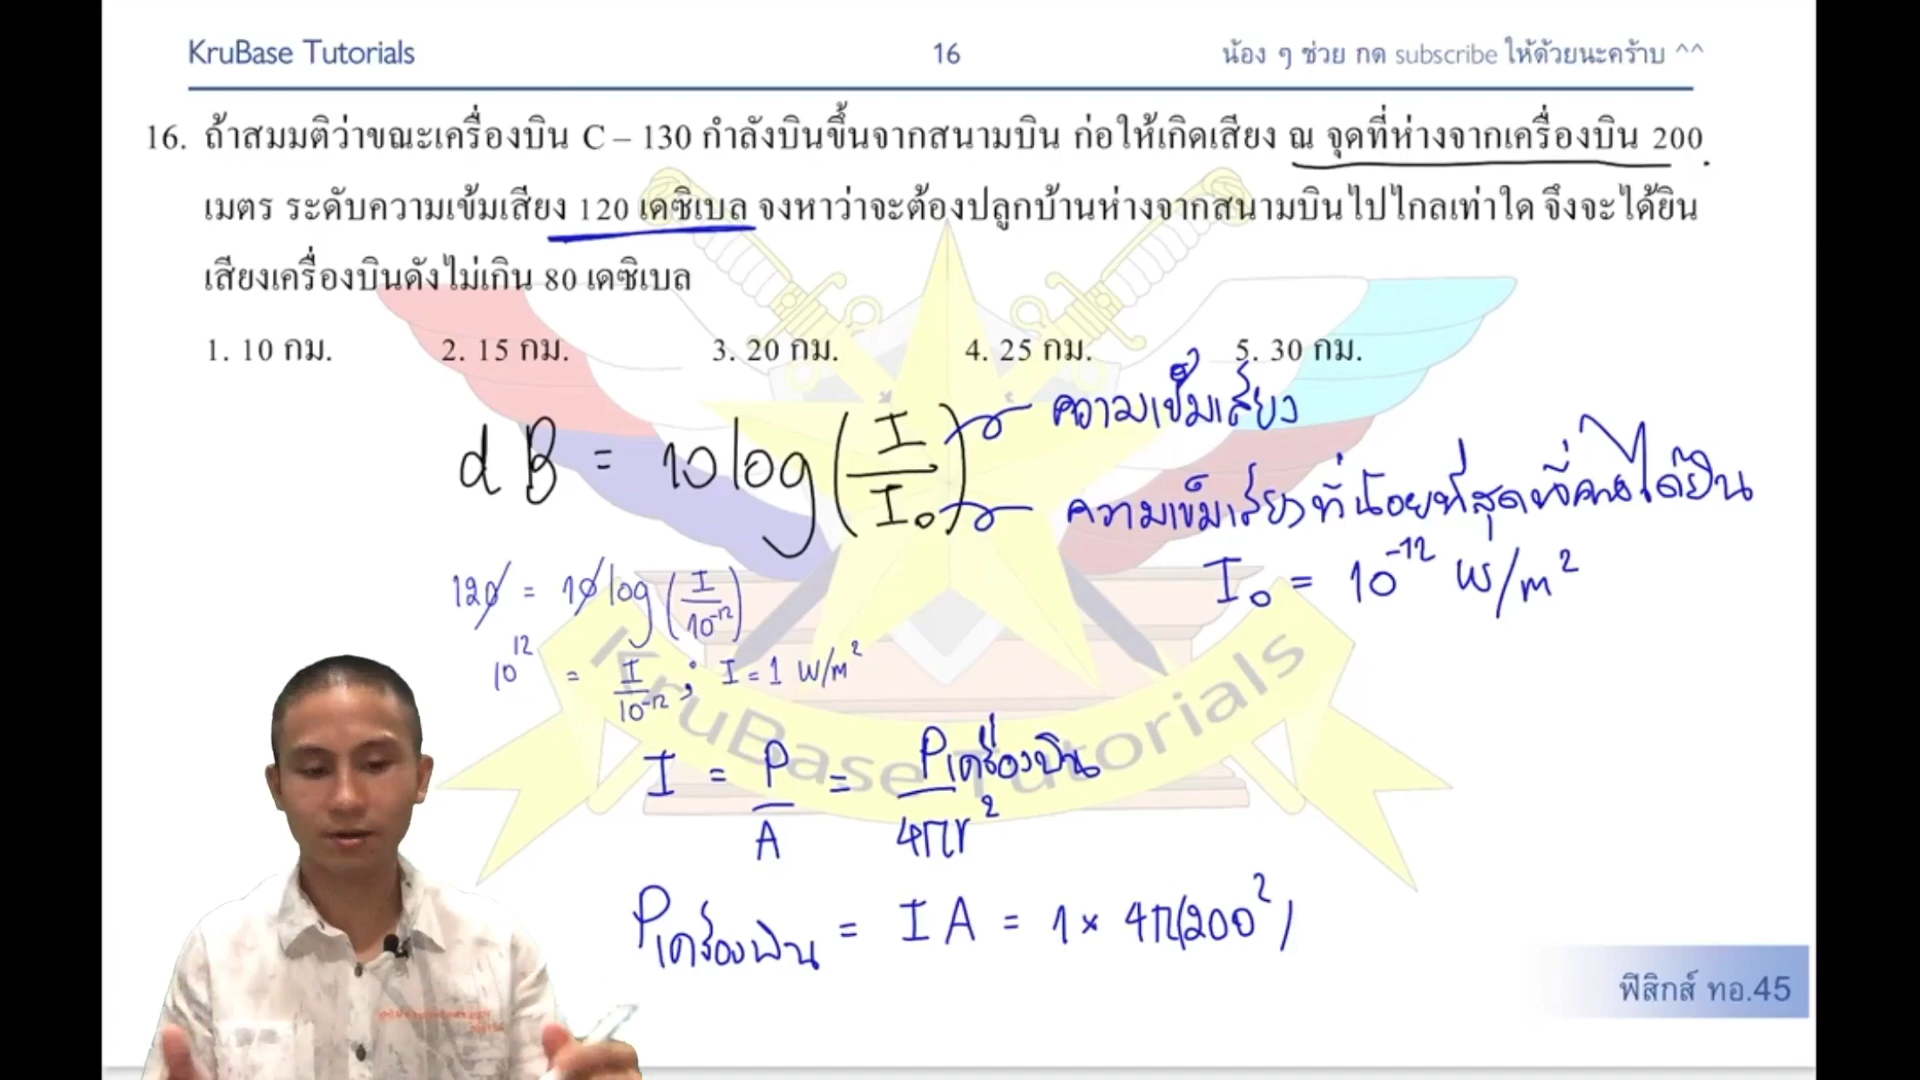 KruBase Tutorials 16 น้อง ๆ ช่วย กด subscribe ให้ด้วยนะคร้าบ ^^
16. ถ้าสมมติว่าขณะเครื่องบิน C – 130 กำลังบินขึ้นจากสนามบิน ก่อให้เกิดเสียง ณ จุดที่ห่างจากเครื่องบิน 200
เมตร ระดับความเข้มเสียง 120 เดซิเบล จงหาว่าจะต้องปลูกบ้านห่างจากสนามบินไปไกลเท่าใด จึงจะได้ยิน
เสียงเครื่องบินดังไม่เกิน 80 เดซิเบล
1. 10 กม. 2. 15 กม. 3. 20 กม. 4. 25 กม. 5. 30 กม.
dB = 10 log (I/I₀)
ความเข้มเสียง
ความเข้มเสียงที่น้อยที่สุดที่คนได้ยิน
I₀ = 10⁻¹² W/m²
120 = 10 log (I/10⁻¹²)
10¹² = I/10⁻¹² ; I = 1 W/m²
I = P/A = Pเครื่องบิน/4πr²
Pเครื่องบิน = IA = 1 × 4π(200²)
KruBase Tutorials
ฟิสิกส์ ทอ.45